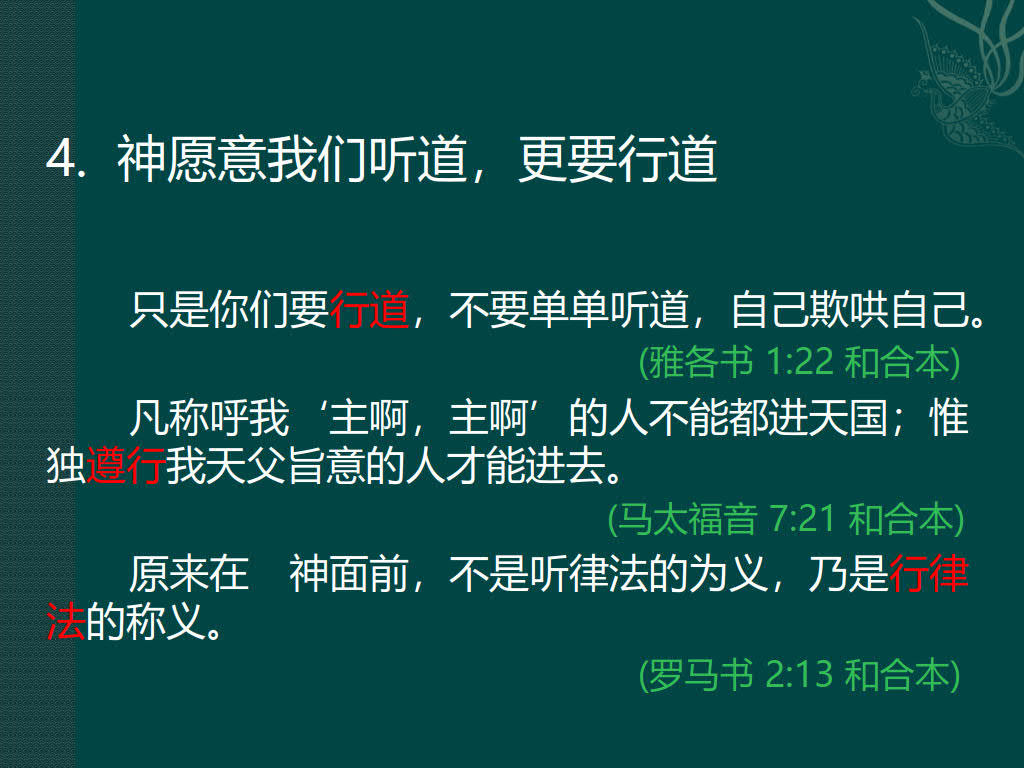 4. 神愿意我们听道，更要行道
只是你们要行道，不要单单听道，自己欺哄自己。
(雅各书 1:22 和合本)
凡称呼我‘主啊，主啊’的人不能都进天国；惟
独遵行我天父旨意的人才能进去。
(马太福音 7:21 和合本)
原来在　神面前，不是听律法的为义，乃是行律
法的称义。
(罗马书 2:13 和合本)